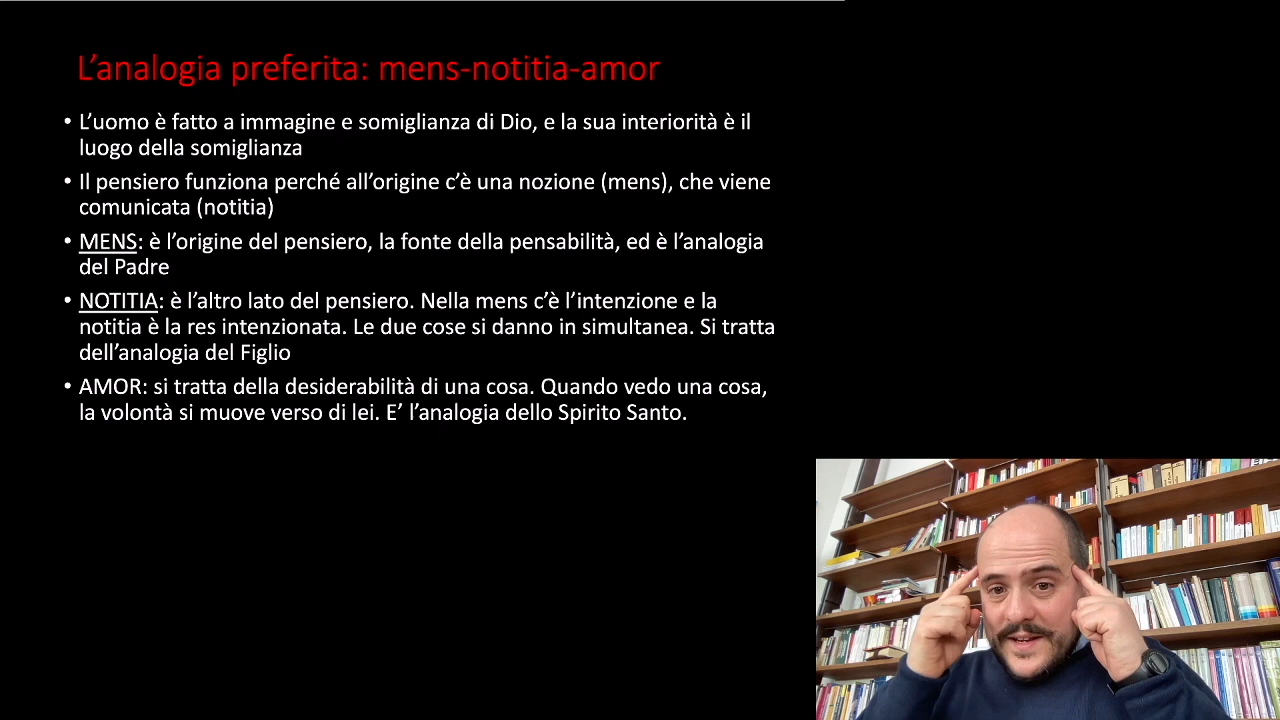 L’analogia preferita: mens-notitia-amor
• L’uomo è fatto a immagine e somiglianza di Dio, e la sua interiorità è il
luogo della somiglianza
• Il pensiero funziona perché all’origine c’è una nozione (mens), che viene
comunicata (notitia)
• MENS: è l’origine del pensiero, la fonte della pensabilità, ed è l’analogia
del Padre
• NOTITIA: è l’altro lato del pensiero. Nella mens c’è l’intenzione e la
notitia è la res intenzionata. Le due cose si danno in simultanea. Si tratta
dell’analogia del Figlio
• AMOR: si tratta della desiderabilità di una cosa. Quando vedo una cosa,
la volontà si muove verso di lei. E’ l’analogia dello Spirito Santo.